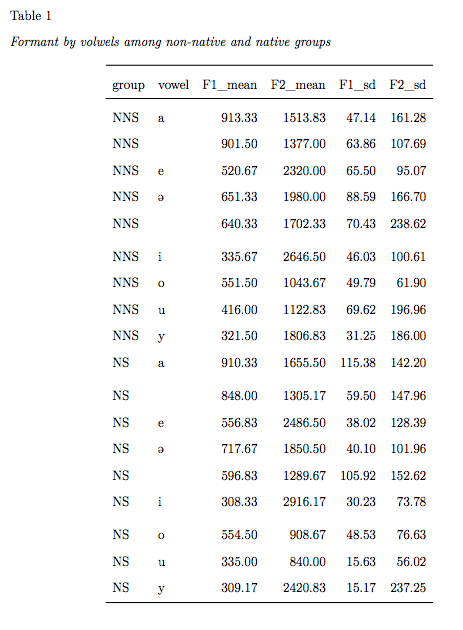 Table 1
Formant by volwels among non-native and native groups
group vowel F1_mean F2_mean F1_sd F2_sd
NNS a 913.33 1513.83 47.14 161.28
NNS 901.50 1377.00 63.86 107.69
NNS e 520.67 2320.00 65.50 95.07
NNS ə 651.33 1980.00 88.59 166.70
NNS 640.33 1702.33 70.43 238.62
NNS i 335.67 2646.50 46.03 100.61
NNS o 551.50 1043.67 49.79 61.90
NNS u 416.00 1122.83 69.62 196.96
NNS y 321.50 1806.83 31.25 186.00
NS a 910.33 1655.50 115.38 142.20
NS 848.00 1305.17 59.50 147.96
NS e 556.83 2486.50 38.02 128.39
NS ə 717.67 1850.50 40.10 101.96
NS 596.83 1289.67 105.92 152.62
NS i 308.33 2916.17 30.23 73.78
NS o 554.50 908.67 48.53 76.63
NS u 335.00 840.00 15.63 56.02
NS y 309.17 2420.83 15.17 237.25